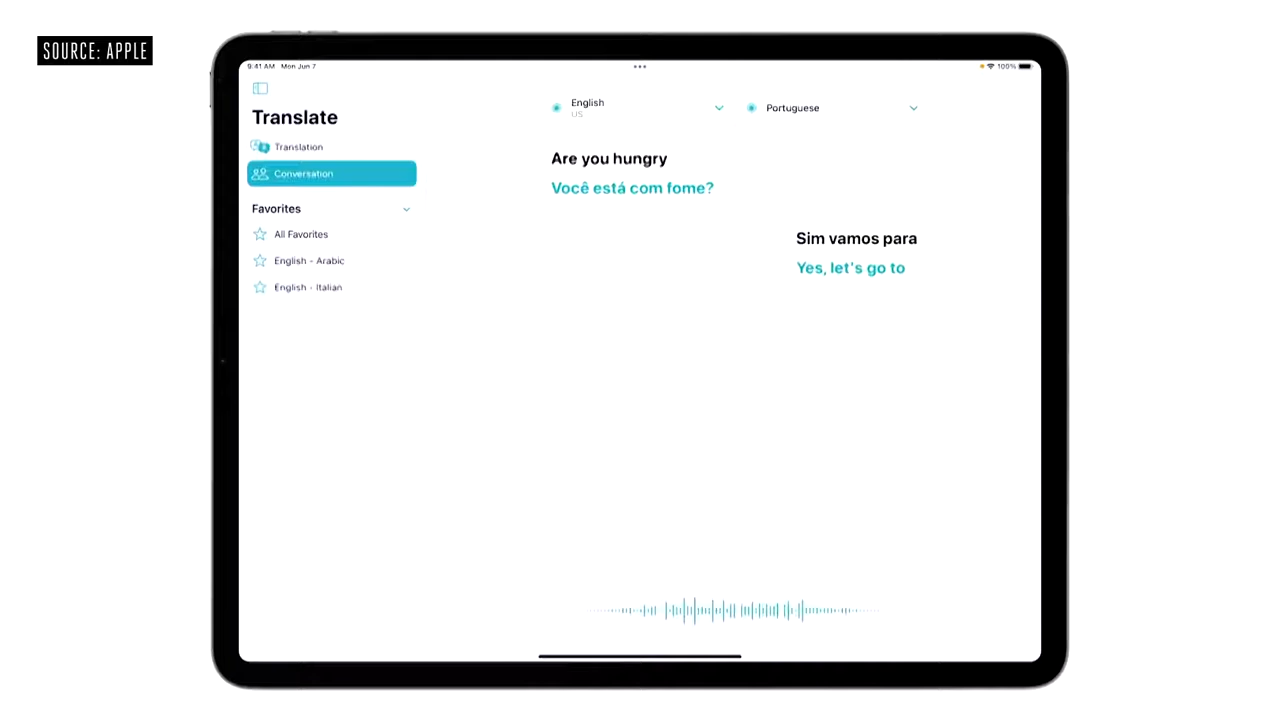 SOURCE: APPLE
9:41 AM Mon Jun 7
100%
Translate
Translation
Conversation
Favorites
All Favorites
English - Arabic
English - Italian
English
US
Portuguese
Are you hungry
Você está com fome?
Sim vamos para
Yes, let's go to